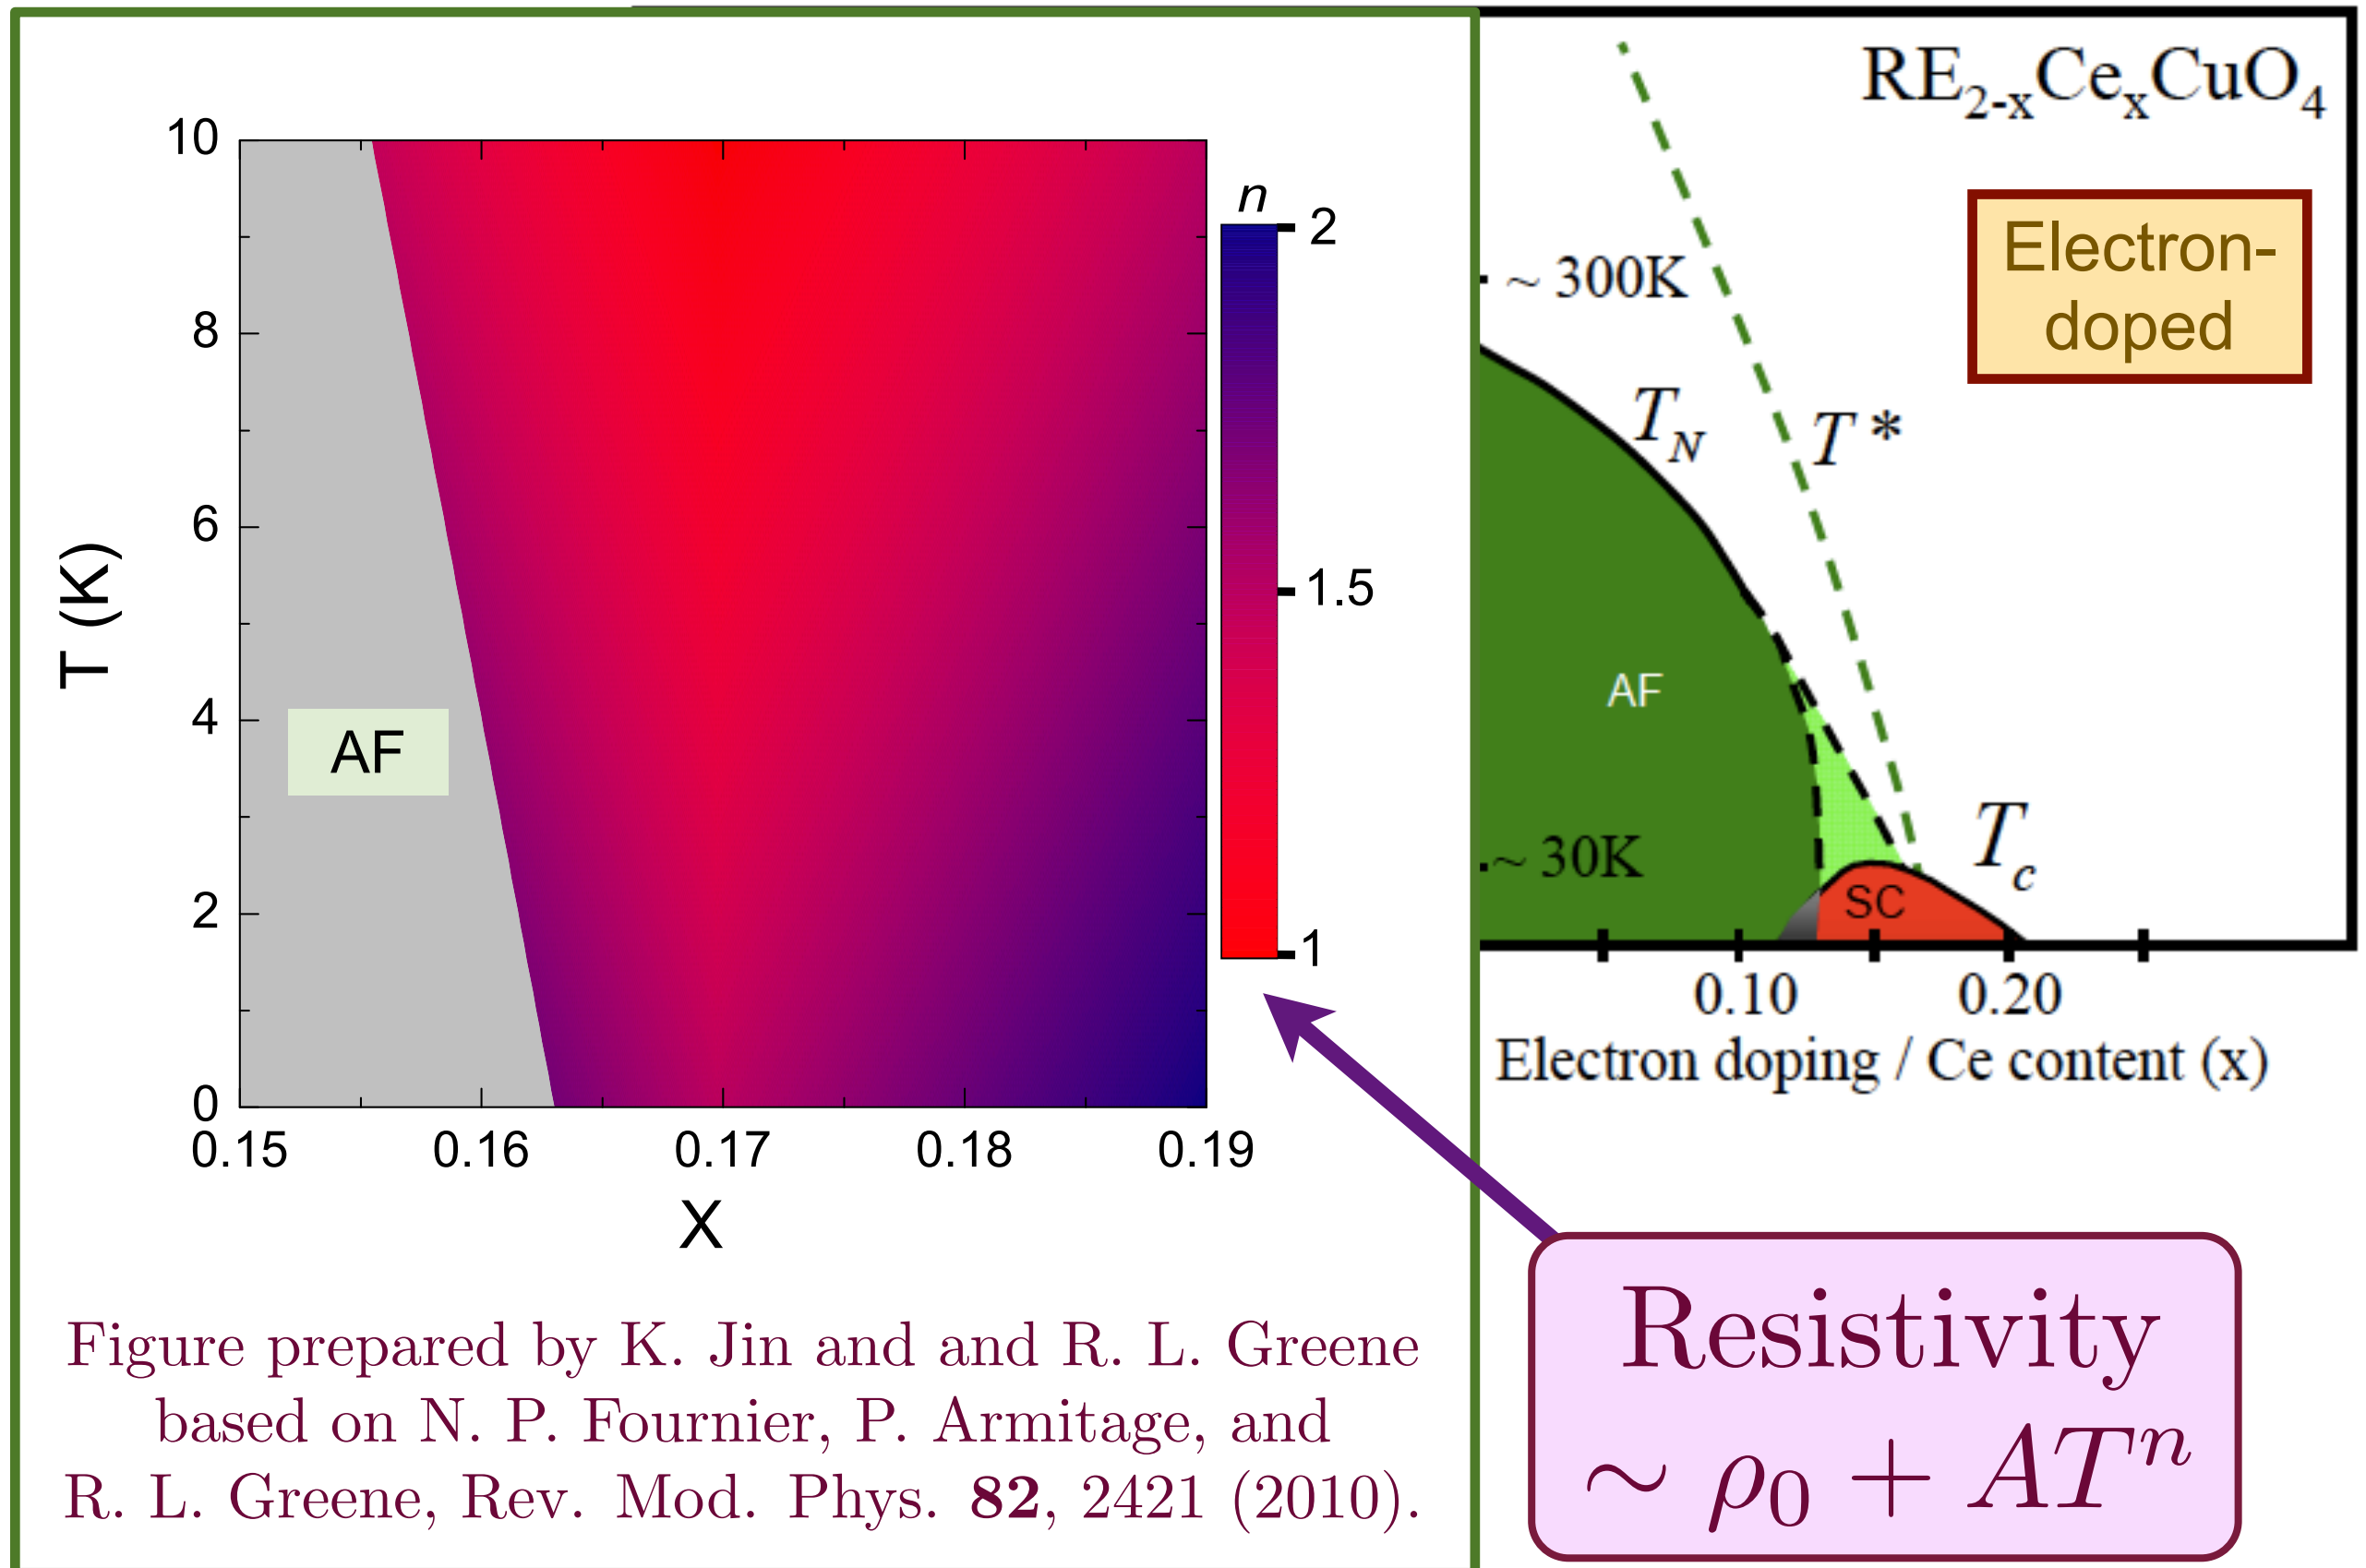 10
8
6
4
2
0
T (K)
AF
0.15
0.16
0.17
0.18
0.19
X
n
2
1.5
1
RE2-xCexCuO4
Electron-
doped
~ 300K
TN
T*
AF
~ 30K
SC
Tc
0.10
0.20
Electron doping / Ce content (x)
Figure prepared by K. Jin and and R. L. Greene
based on N. P. Fournier, P. Armitage, and
R. L. Greene, Rev. Mod. Phys. 82, 2421 (2010).
Resistivity
∼ ρ0 + ATⁿ